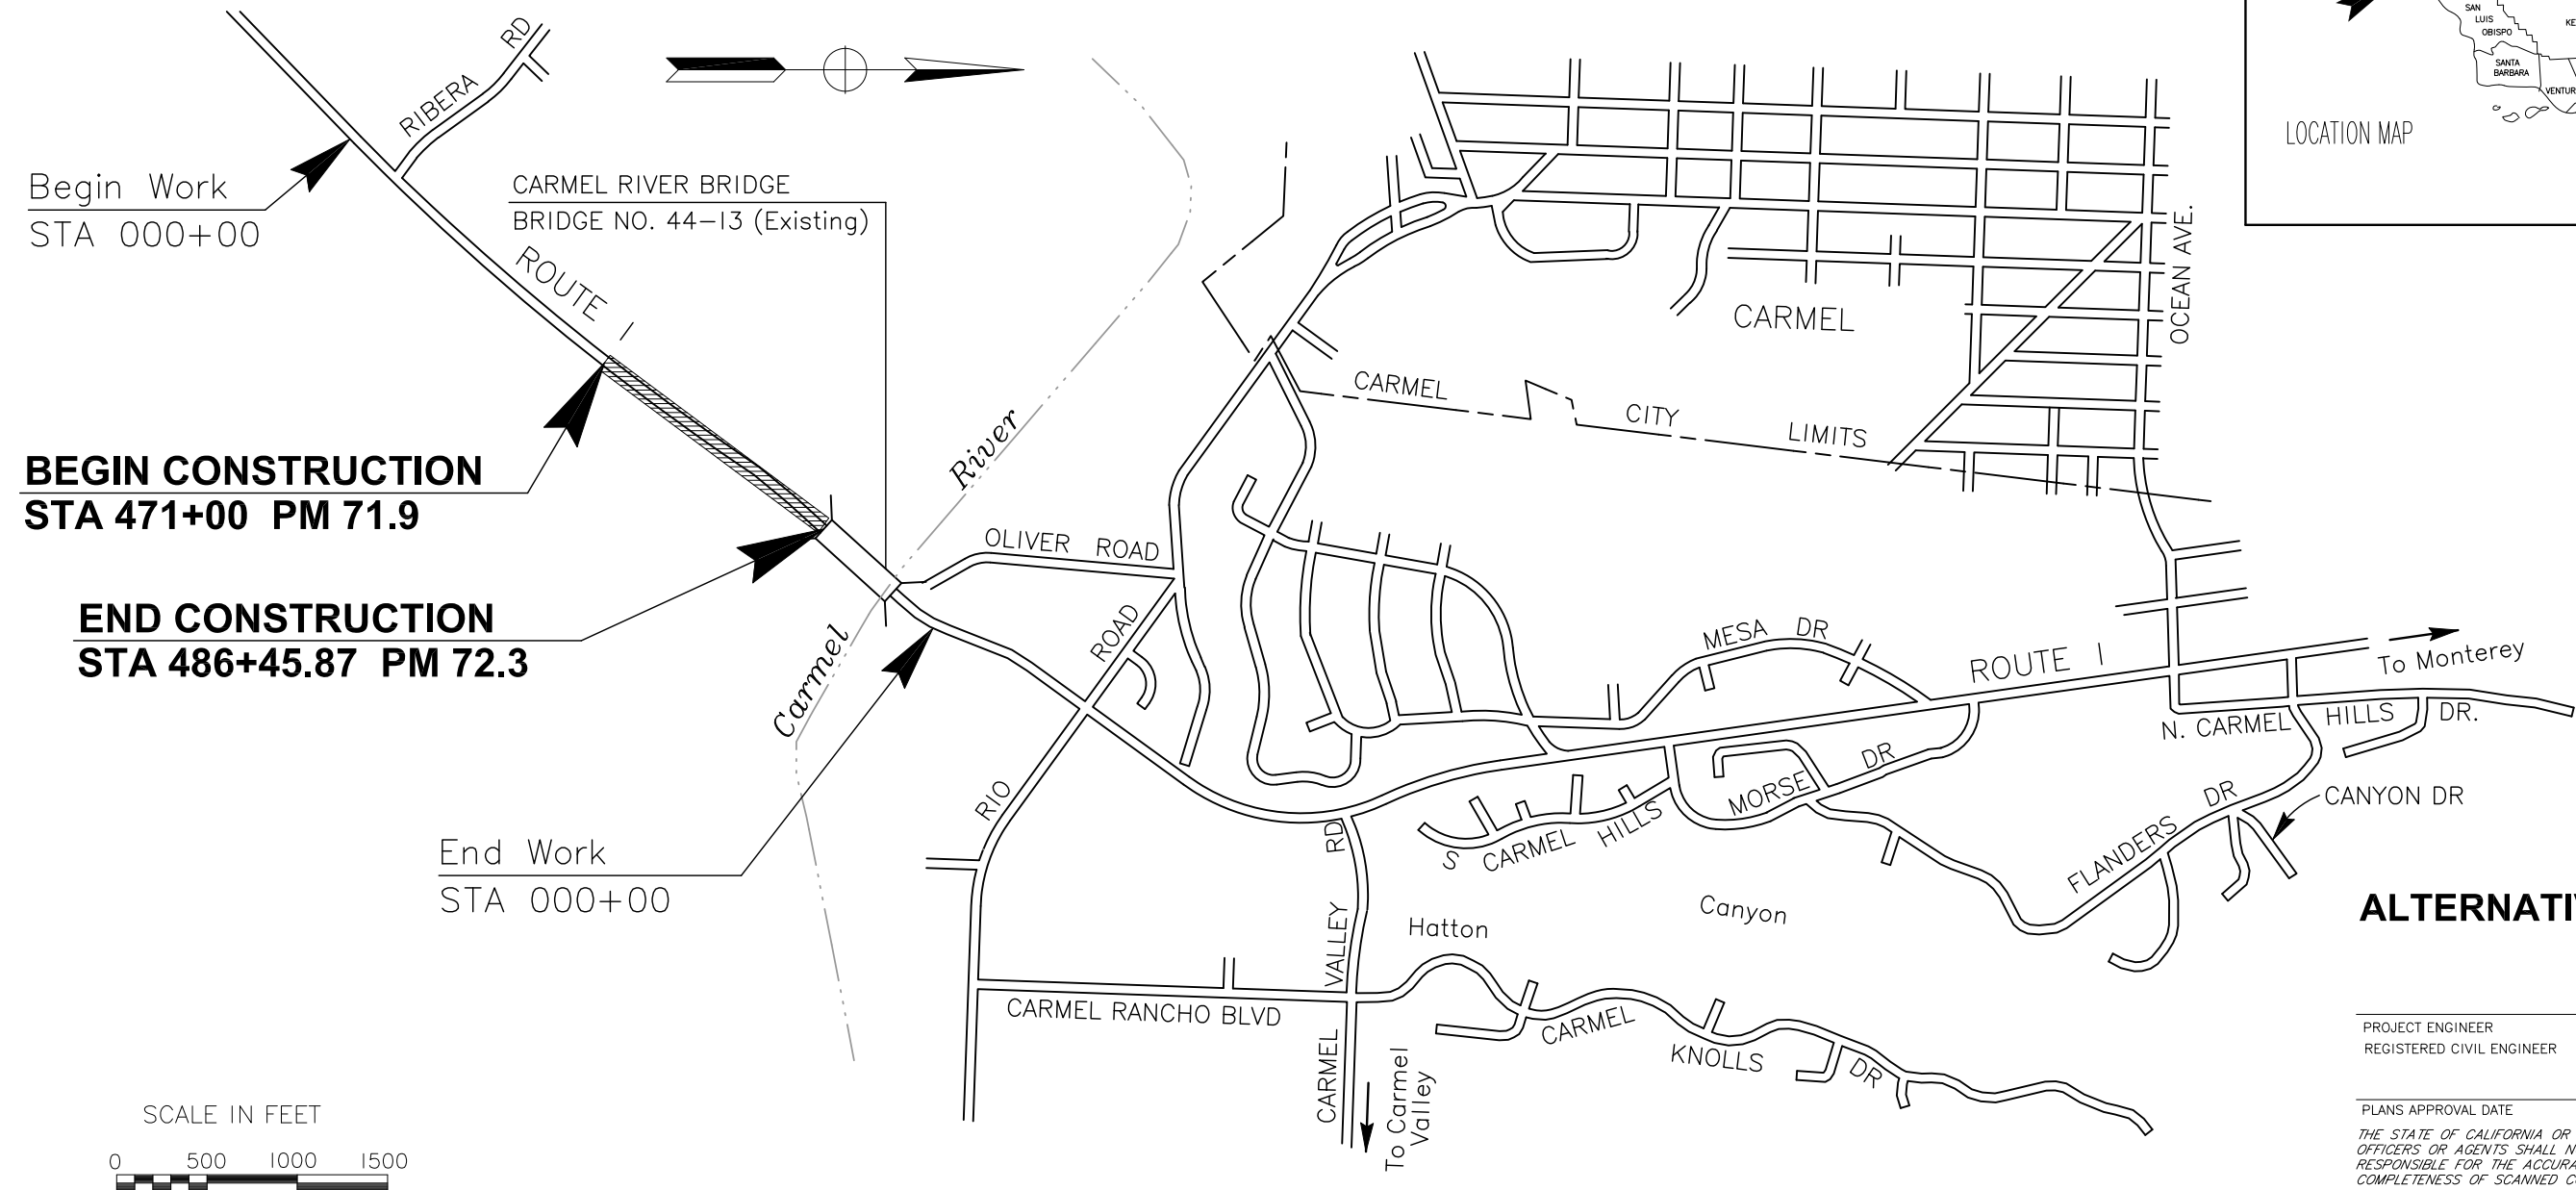 SAN
LUIS
OBISPO
SANTA
BARBARA
LOCATION MAP
RIBERA RD
Begin Work
STA 000+00
CARMEL RIVER BRIDGE
BRIDGE NO. 44-13 (Existing)
ROUTE 1
OCEAN AVE.
CARMEL
CARMEL CITY LIMITS
BEGIN CONSTRUCTION
STA 471+00 PM 71.9
Carmel River
END CONSTRUCTION
STA 486+45.87 PM 72.3
OLIVER ROAD
RIO ROAD
MESA DR
ROUTE 1
To Monterey
N. CARMEL HILLS DR.
MORSE DR
S CARMEL HILLS
CANYON DR
FLANDERS DR
End Work
STA 000+00
Hatton Canyon
CARMEL VALLEY RD
CARMEL RANCHO BLVD
CARMEL KNOLLS DR
To Carmel
Valley
SCALE IN FEET
0 500 1000 1500
PROJECT ENGINEER
REGISTERED CIVIL ENGINEER
PLANS APPROVAL DATE
THE STATE OF CALIFORNIA OR
OFFICERS OR AGENTS SHALL
RESPONSIBLE FOR THE
COMPLETENESS OF SCANNED